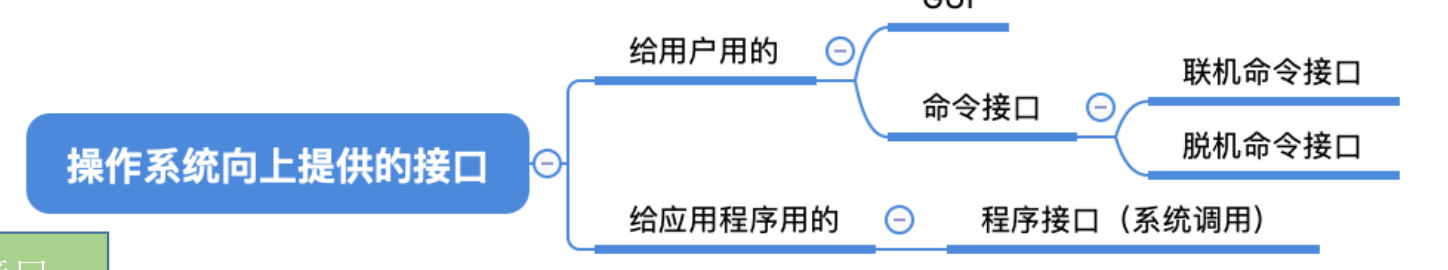 GUI
给用户用的
联机命令接口
命令接口
脱机命令接口
操作系统向上提供的接口
给应用程序用的
程序接口（系统调用）